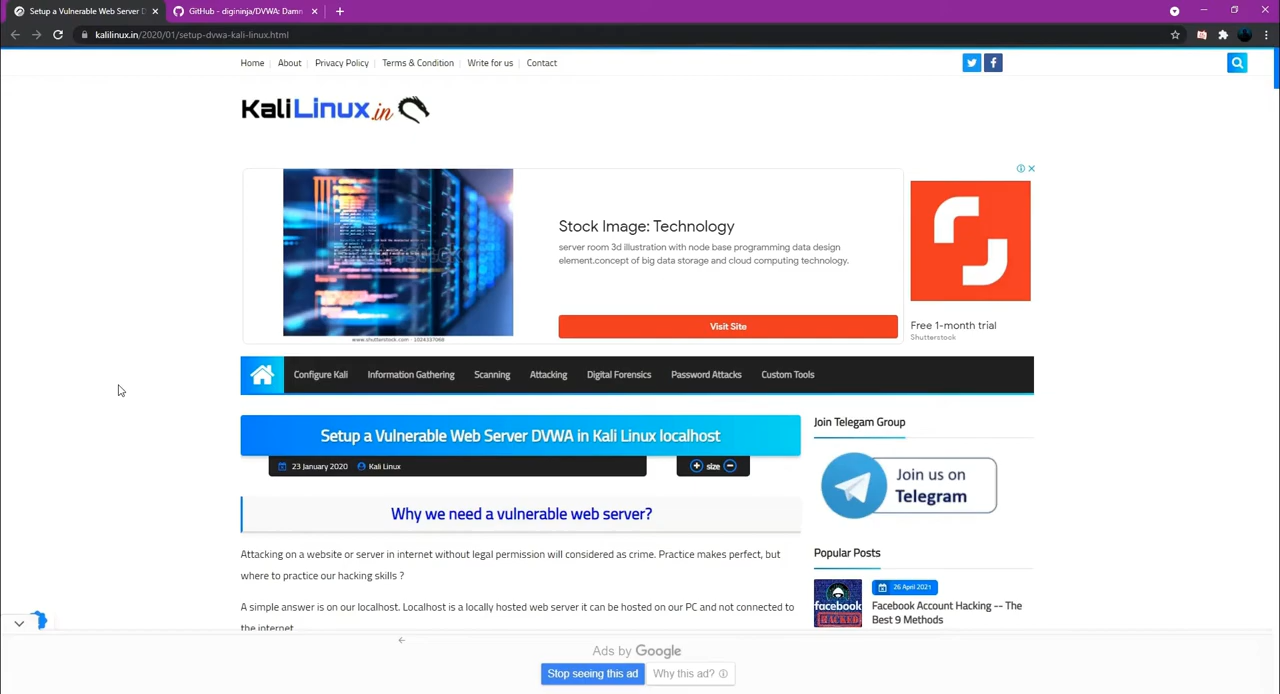 Setup a Vulnerable Web Server D
GitHub - digininja/DVWA: Damn
kalilinux.in/2020/01/setup-dvwa-kali-linux.html
Home About Privacy Policy Terms & Condition Write for us Contact
KaliLinux.in
Stock Image: Technology
server room 3d illustration with node base programming data design
element.concept of big data storage and cloud computing technology.
Visit Site
www.shutterstock.com · 1024337068
Free 1-month trial
Shutterstock
Configure Kali Information Gathering Scanning Attacking Digital Forensics Password Attacks Custom Tools
Setup a Vulnerable Web Server DVWA in Kali Linux localhost
23 January 2020 Kali Linux
size
Why we need a vulnerable web server?
Attacking on a website or server in internet without legal permission will considered as crime. Practice makes perfect, but
where to practice our hacking skills ?
A simple answer is on our localhost. Localhost is a locally hosted web server it can be hosted on our PC and not connected to
the internet
Join Telegam Group
Join us on
Telegram
Popular Posts
facebook
HACKED
26 April 2021
Facebook Account Hacking -- The
Best 9 Methods
Ads by Google
Stop seeing this ad
Why this ad?